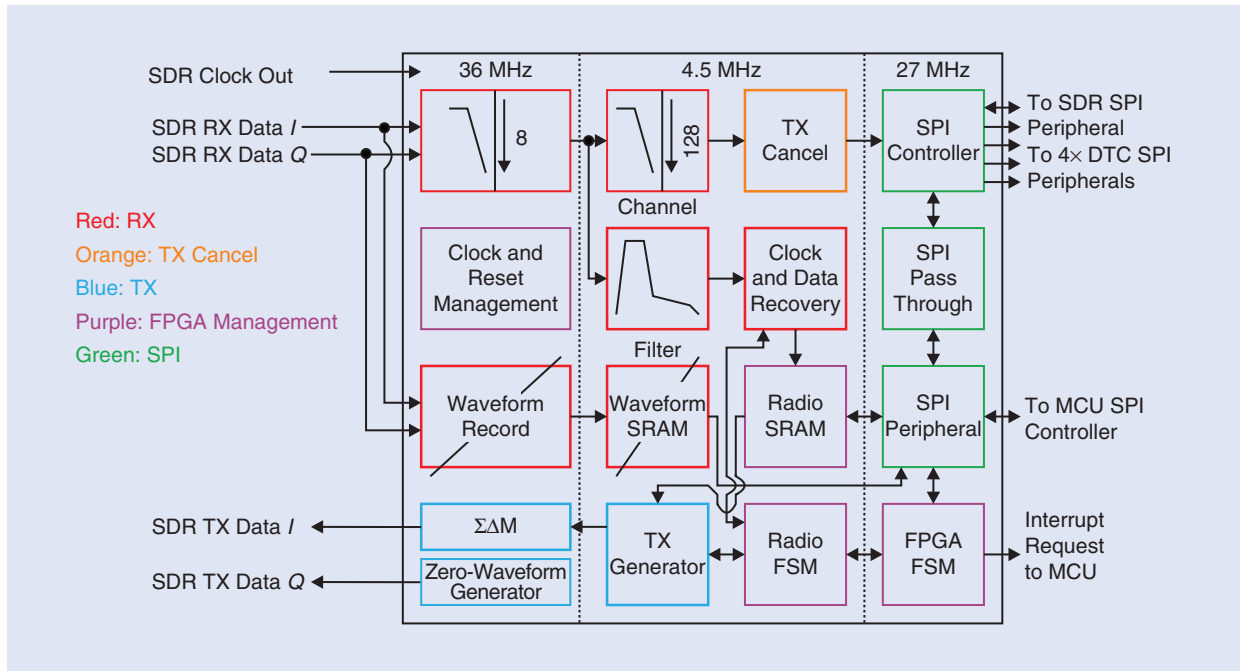 36 MHz
4.5 MHz
27 MHz
SDR Clock Out
SDR RX Data I
SDR RX Data Q
8
128
TX
Cancel
SPI
Controller
To SDR SPI
Peripheral
To 4× DTC SPI
Peripherals
Channel
Red: RX
Orange: TX Cancel
Blue: TX
Purple: FPGA Management
Green: SPI
Clock and
Reset
Management
Clock
and Data
Recovery
SPI
Pass
Through
Filter
Waveform
Record
Waveform
SRAM
Radio
SRAM
SPI
Peripheral
To MCU SPI
Controller
SDR TX Data I
ΣΔM
SDR TX Data Q
Zero-Waveform
Generator
TX
Generator
Radio
FSM
FPGA
FSM
Interrupt
Request
to MCU